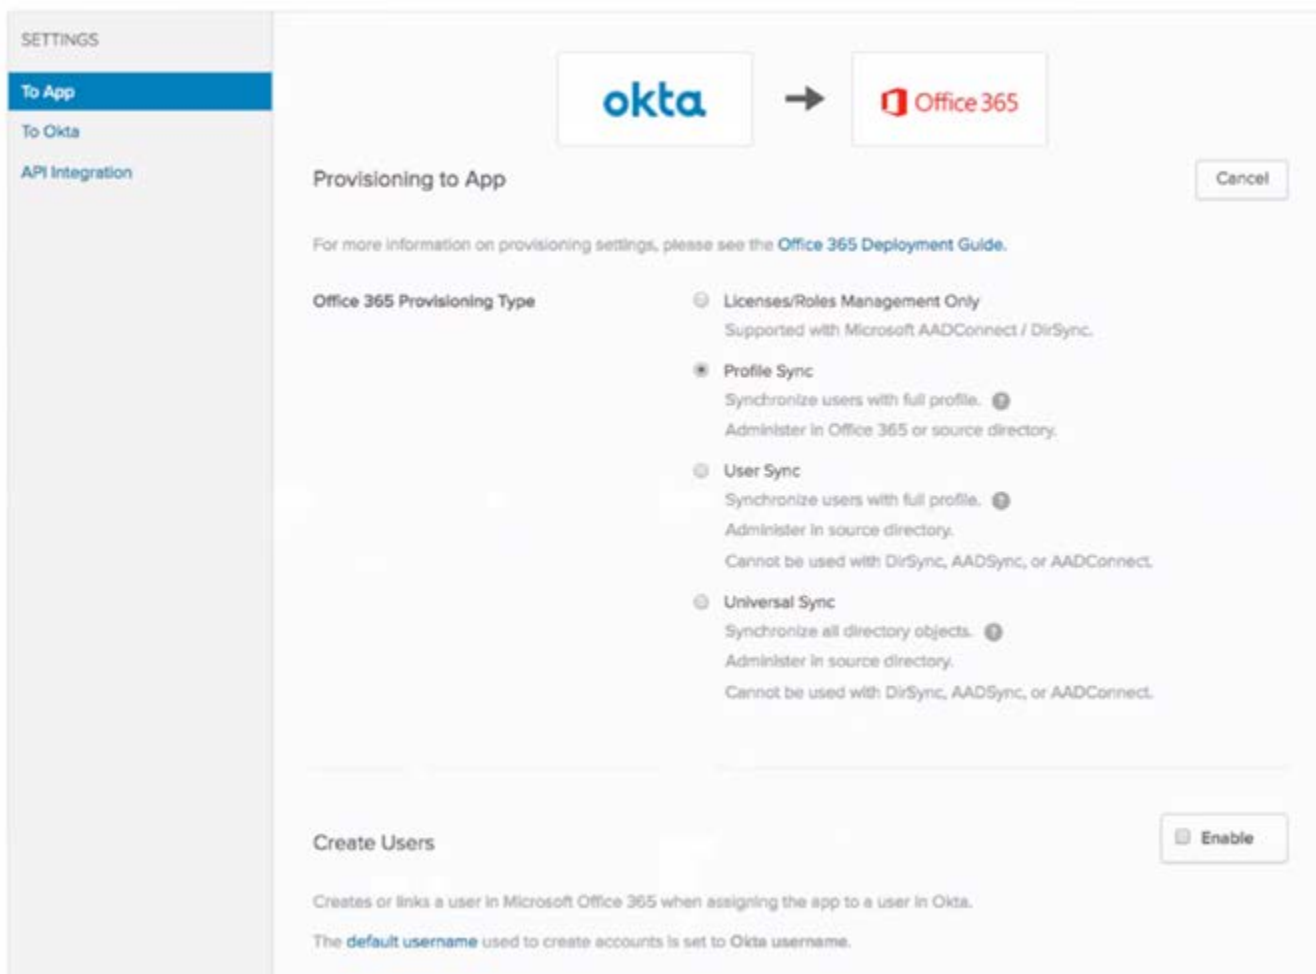 SETTINGS
To App
To Okta
API Integration
okta
Office 365
Provisioning to App
Cancel
For more information on provisioning settings, please see the Office 365 Deployment Guide.
Office 365 Provisioning Type
Licenses/Roles Management Only
Supported with Microsoft AADConnect / DirSync.
Profile Sync
Synchronize users with full profile. ?
Administer in Office 365 or source directory.
User Sync
Synchronize users with full profile. ?
Administer in source directory.
Cannot be used with DirSync, AADSync, or AADConnect.
Universal Sync
Synchronize all directory objects. ?
Administer in source directory.
Cannot be used with DirSync, AADSync, or AADConnect.
Create Users
Enable
Creates or links a user in Microsoft Office 365 when assigning the app to a user in Okta.
The default username used to create accounts is set to Okta username.